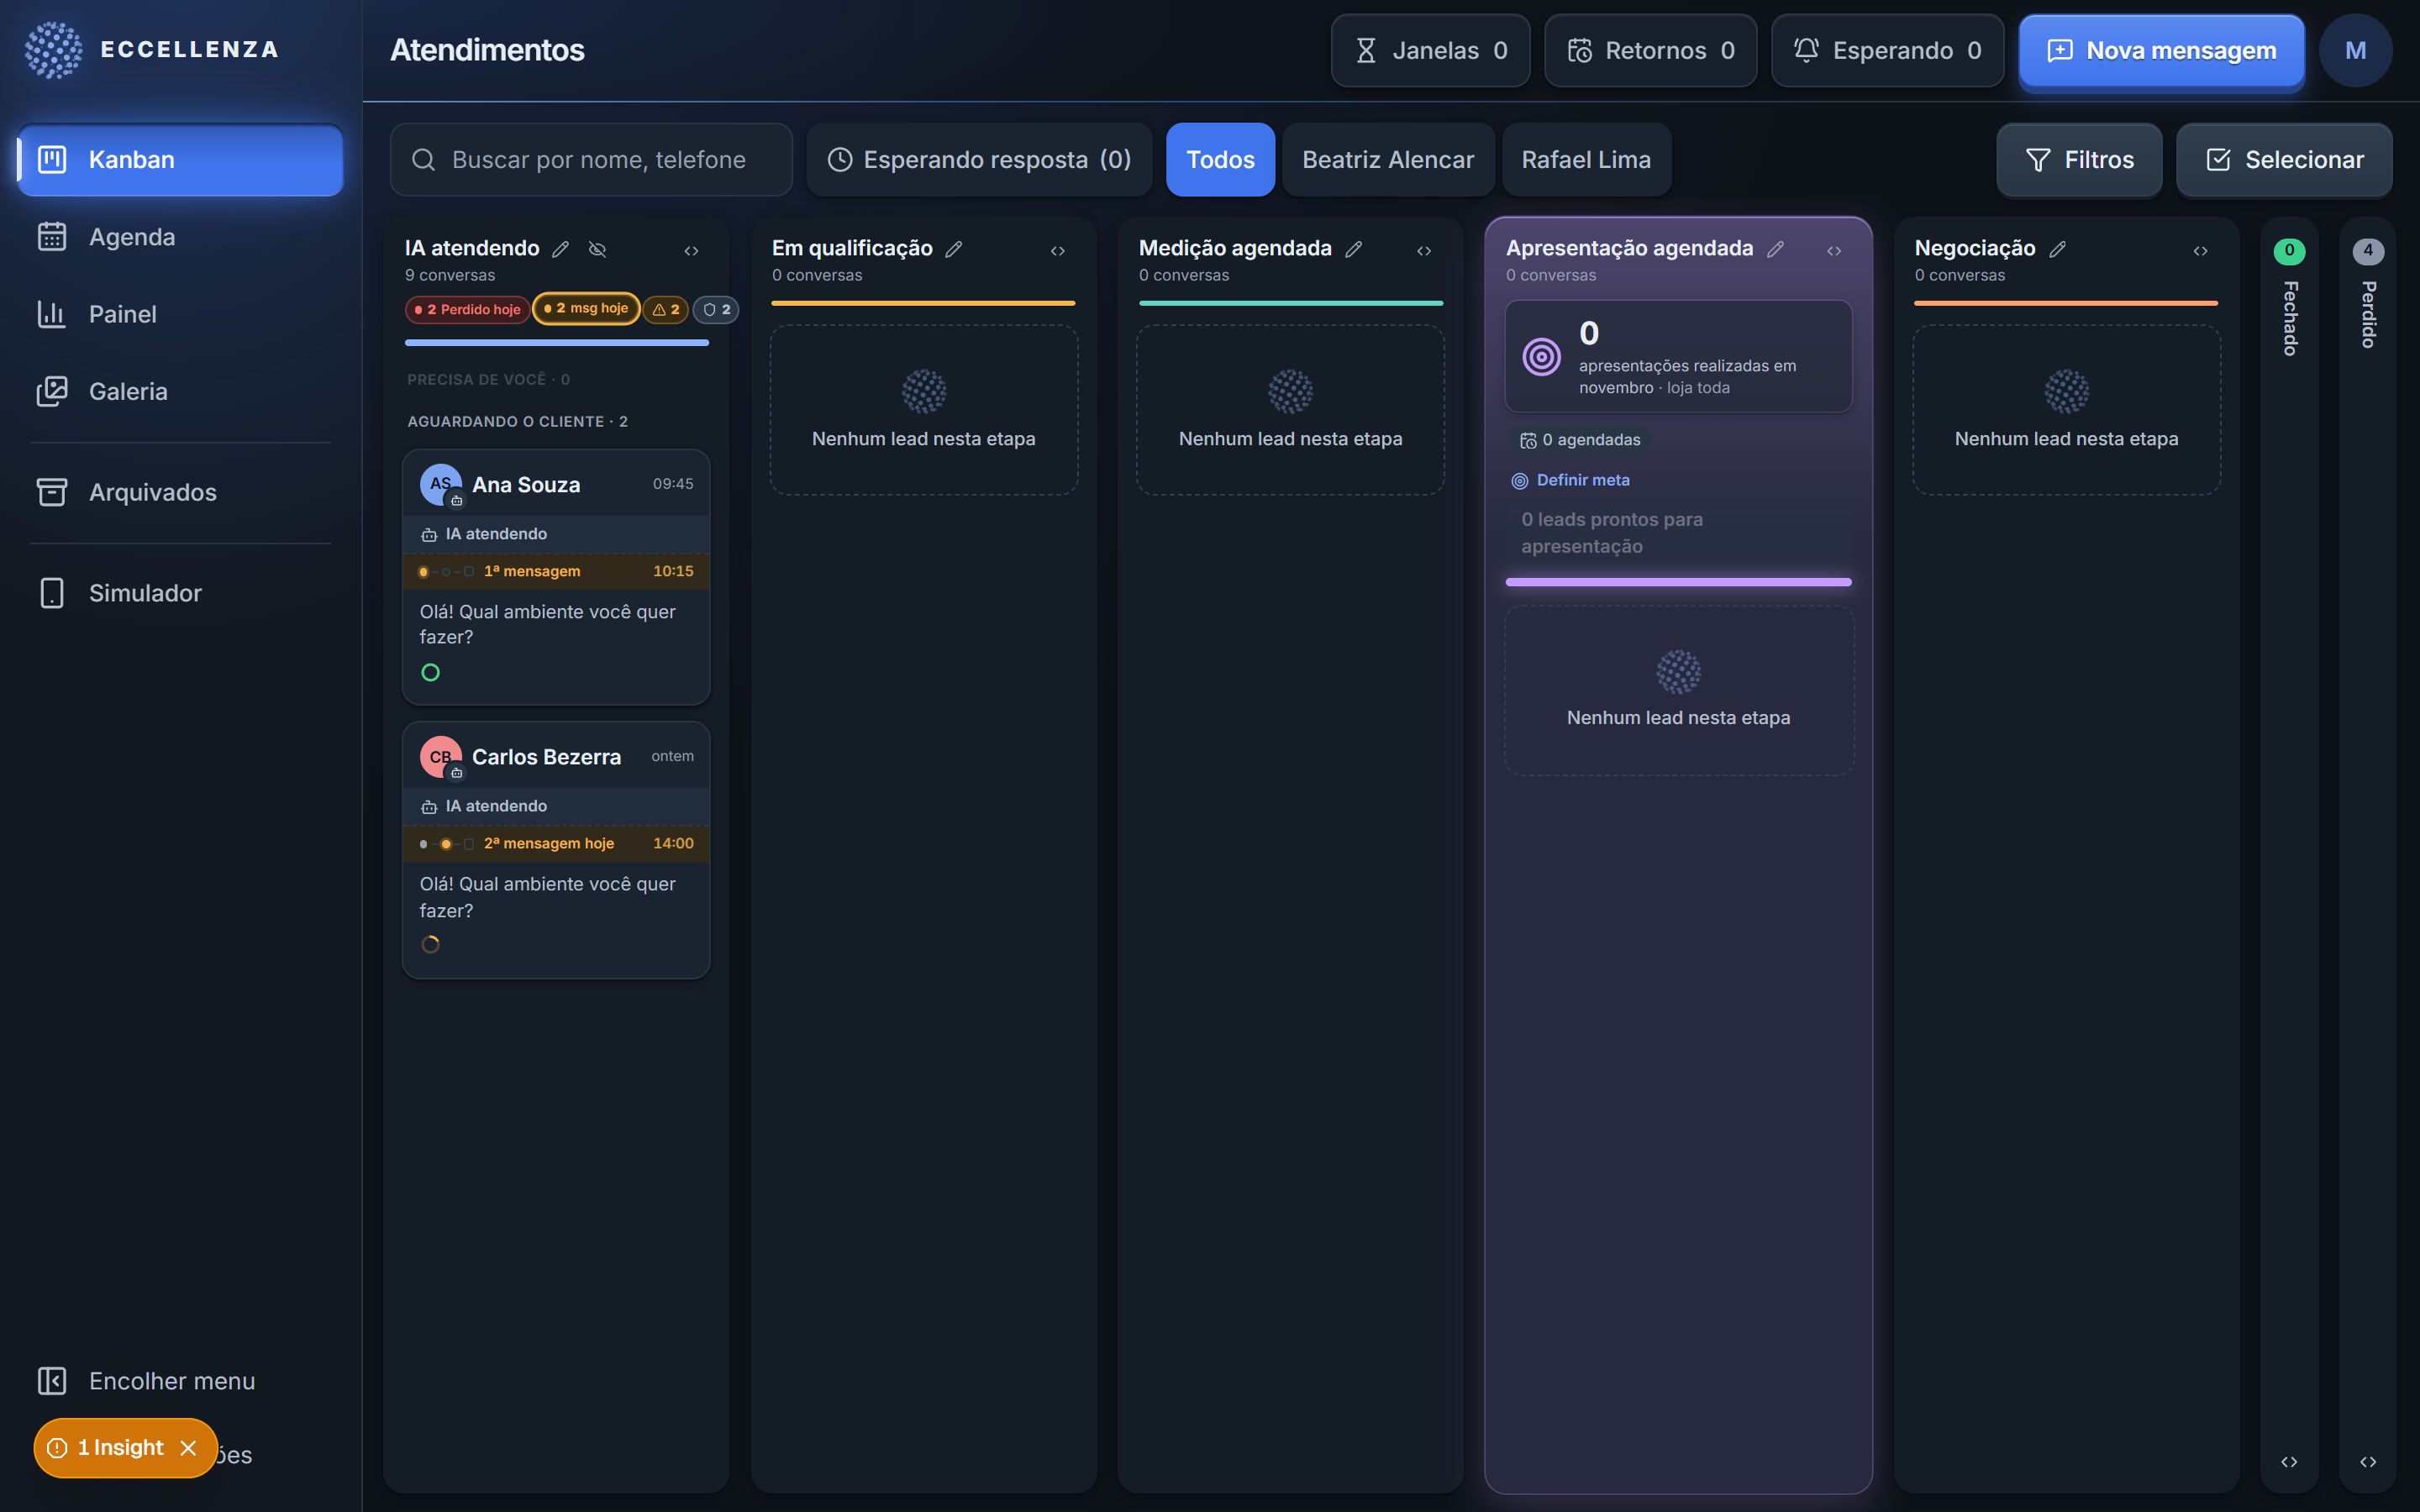 ECCELLENZA
Atendimentos
Janelas 0
Retornos 0
Esperando 0
Nova mensagem
M
Kanban
Agenda
Painel
Galeria
Arquivados
Simulador
Encolher menu
1 Insight
ões
Buscar por nome, telefone
Esperando resposta (0)
Todos
Beatriz Alencar
Rafael Lima
Filtros
Selecionar
IA atendendo
9 conversas
2 Perdido hoje
2 msg hoje
2
2
PRECISA DE VOCÊ · 0
AGUARDANDO O CLIENTE · 2
AS
Ana Souza
09:45
IA atendendo
1ª mensagem
10:15
Olá! Qual ambiente você quer
fazer?
CB
Carlos Bezerra
ontem
IA atendendo
2ª mensagem hoje
14:00
Olá! Qual ambiente você quer
fazer?
Em qualificação
0 conversas
Nenhum lead nesta etapa
Medição agendada
0 conversas
Nenhum lead nesta etapa
Apresentação agendada
0 conversas
0
apresentações realizadas em
novembro · loja toda
0 agendadas
Definir meta
0 leads prontos para
apresentação
Nenhum lead nesta etapa
Negociação
0 conversas
Nenhum lead nesta etapa
0
Fechado
4
Perdido